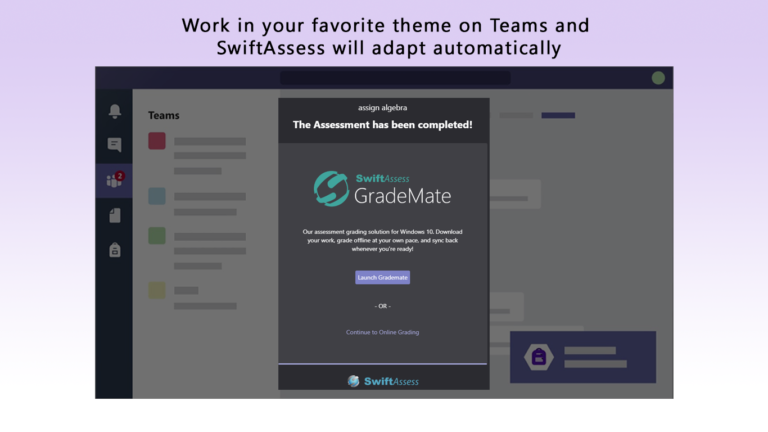 Work in your favorite theme on Teams and
SwiftAssess will adapt automatically
2
Teams
assign algebra
The Assessment has been completed!
SwiftAssess
GradeMate
Our assessment grading solution for Windows 10. Download
your work, grade offline at your own pace, and sync back
whenever you're ready!
Launch Grademate
- OR -
Continue to Online Grading
SwiftAssess